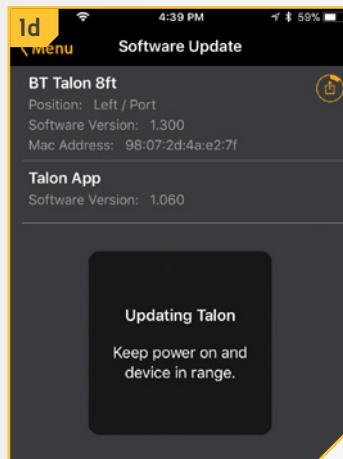 1d
4:39 PM
59%
Menu
Software Update
BT Talon 8ft
Position: Left / Port
Software Version: 1.300
Mac Address: 98:07:2d:4a:e2:7f
Talon App
Software Version: 1.060
Updating Talon
Keep power on and
device in range.